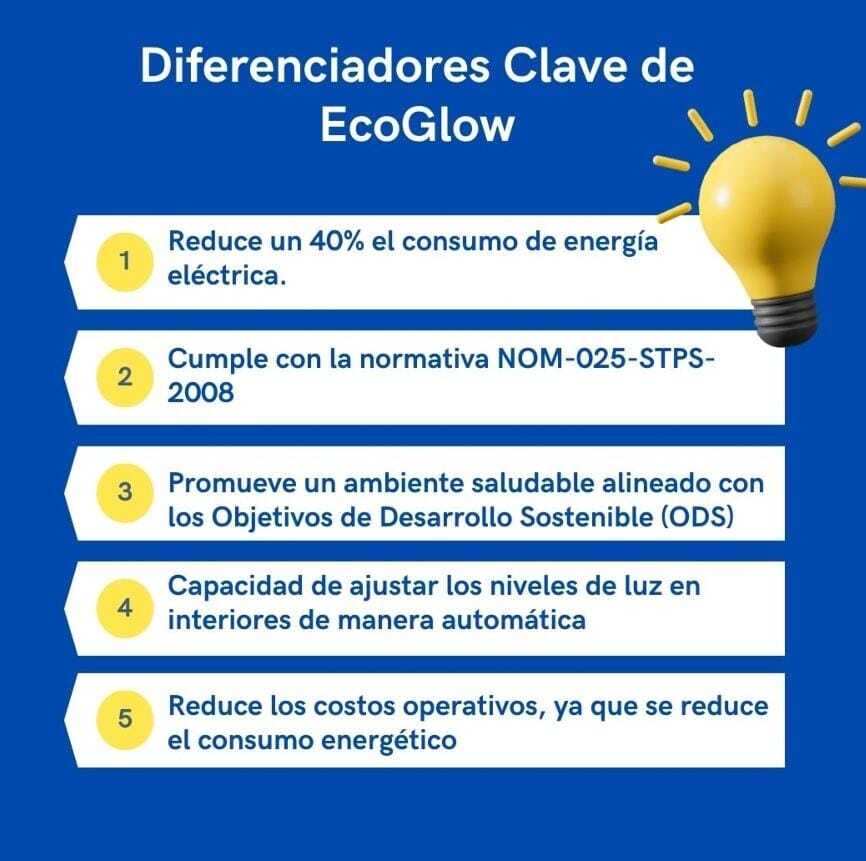 Diferenciadores Clave de
EcoGlow
1
Reduce un 40% el consumo de energía
eléctrica.
2
Cumple con la normativa NOM-025-STPS-
2008
3
Promueve un ambiente saludable alineado con
los Objetivos de Desarrollo Sostenible (ODS)
4
Capacidad de ajustar los niveles de luz en
interiores de manera automática
5
Reduce los costos operativos, ya que se reduce
el consumo energético